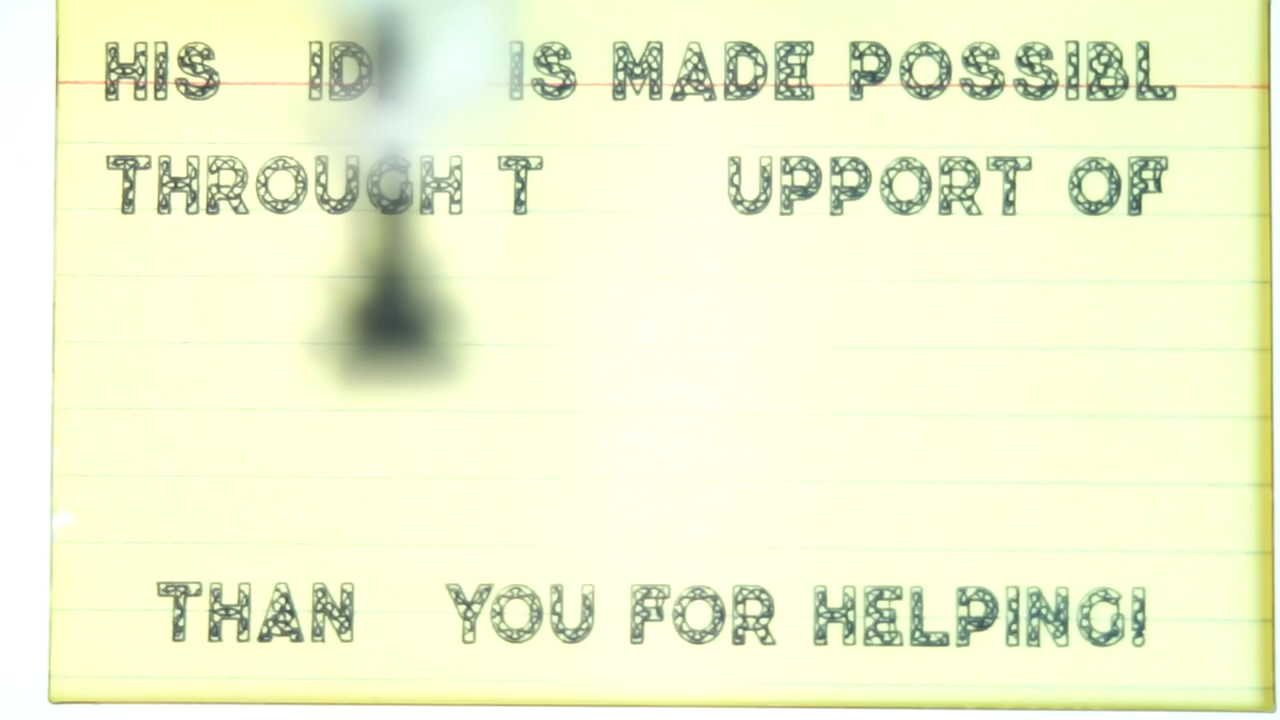 HIS ID IS MADE POSSIBL
THROUGH T UPPORT OF
THAN YOU FOR HELPING!